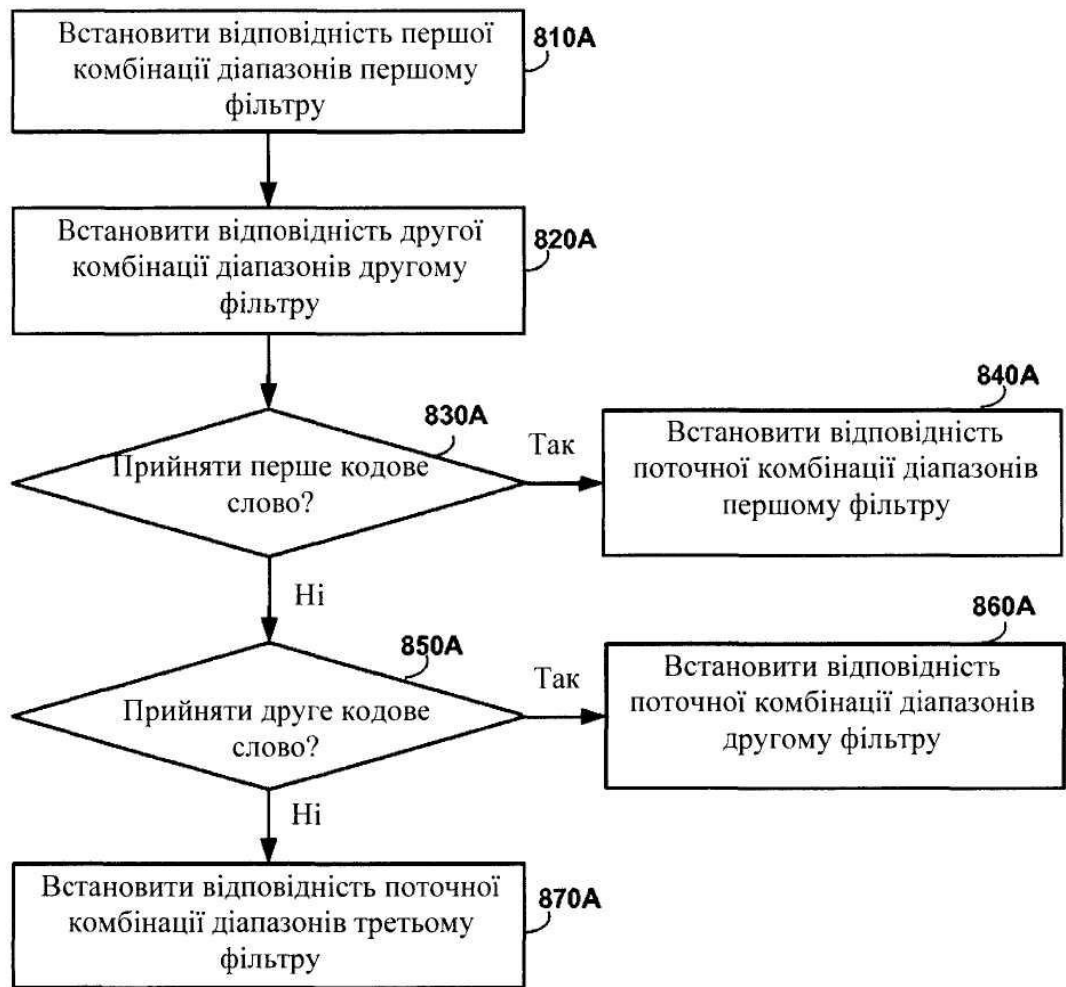 Встановити відповідність першої
комбінації діапазонів першому
фільтру
810A
Встановити відповідність другої
комбінації діапазонів другому
фільтру
820A
830A
Прийняти перше кодове
слово?
Так
840A
Встановити відповідність
поточної комбінації діапазонів
першому фільтру
Ні
850A
Прийняти друге кодове
слово?
Так
860A
Встановити відповідність
поточної комбінації діапазонів
другому фільтру
Ні
Встановити відповідність поточної
комбінації діапазонів третьому
фільтру
870A